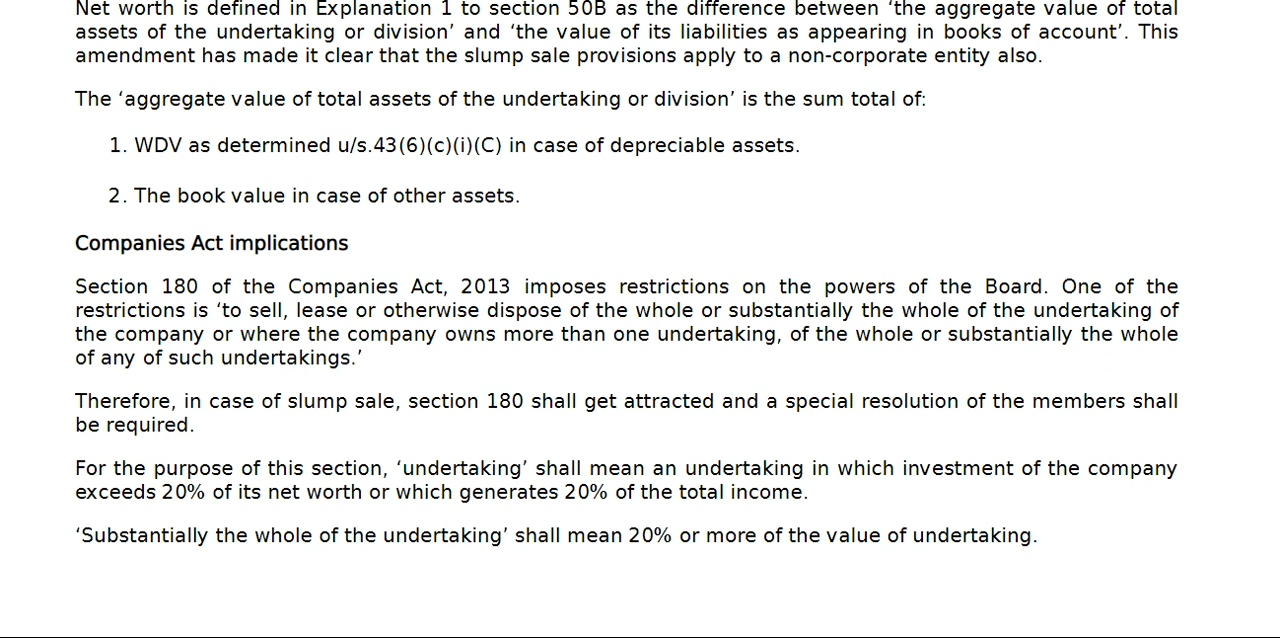 Net worth is defined in Explanation 1 to section 50B as the difference between ‘the aggregate value of total
assets of the undertaking or division’ and ‘the value of its liabilities as appearing in books of account’. This
amendment has made it clear that the slump sale provisions apply to a non-corporate entity also.
The ‘aggregate value of total assets of the undertaking or division’ is the sum total of:
1. WDV as determined u/s.43(6)(c)(i)(C) in case of depreciable assets.
2. The book value in case of other assets.
Companies Act implications
Section 180 of the Companies Act, 2013 imposes restrictions on the powers of the Board. One of the
restrictions is ‘to sell, lease or otherwise dispose of the whole or substantially the whole of the undertaking of
the company or where the company owns more than one undertaking, of the whole or substantially the whole
of any of such undertakings.’
Therefore, in case of slump sale, section 180 shall get attracted and a special resolution of the members shall
be required.
For the purpose of this section, ‘undertaking’ shall mean an undertaking in which investment of the company
exceeds 20% of its net worth or which generates 20% of the total income.
‘Substantially the whole of the undertaking’ shall mean 20% or more of the value of undertaking.